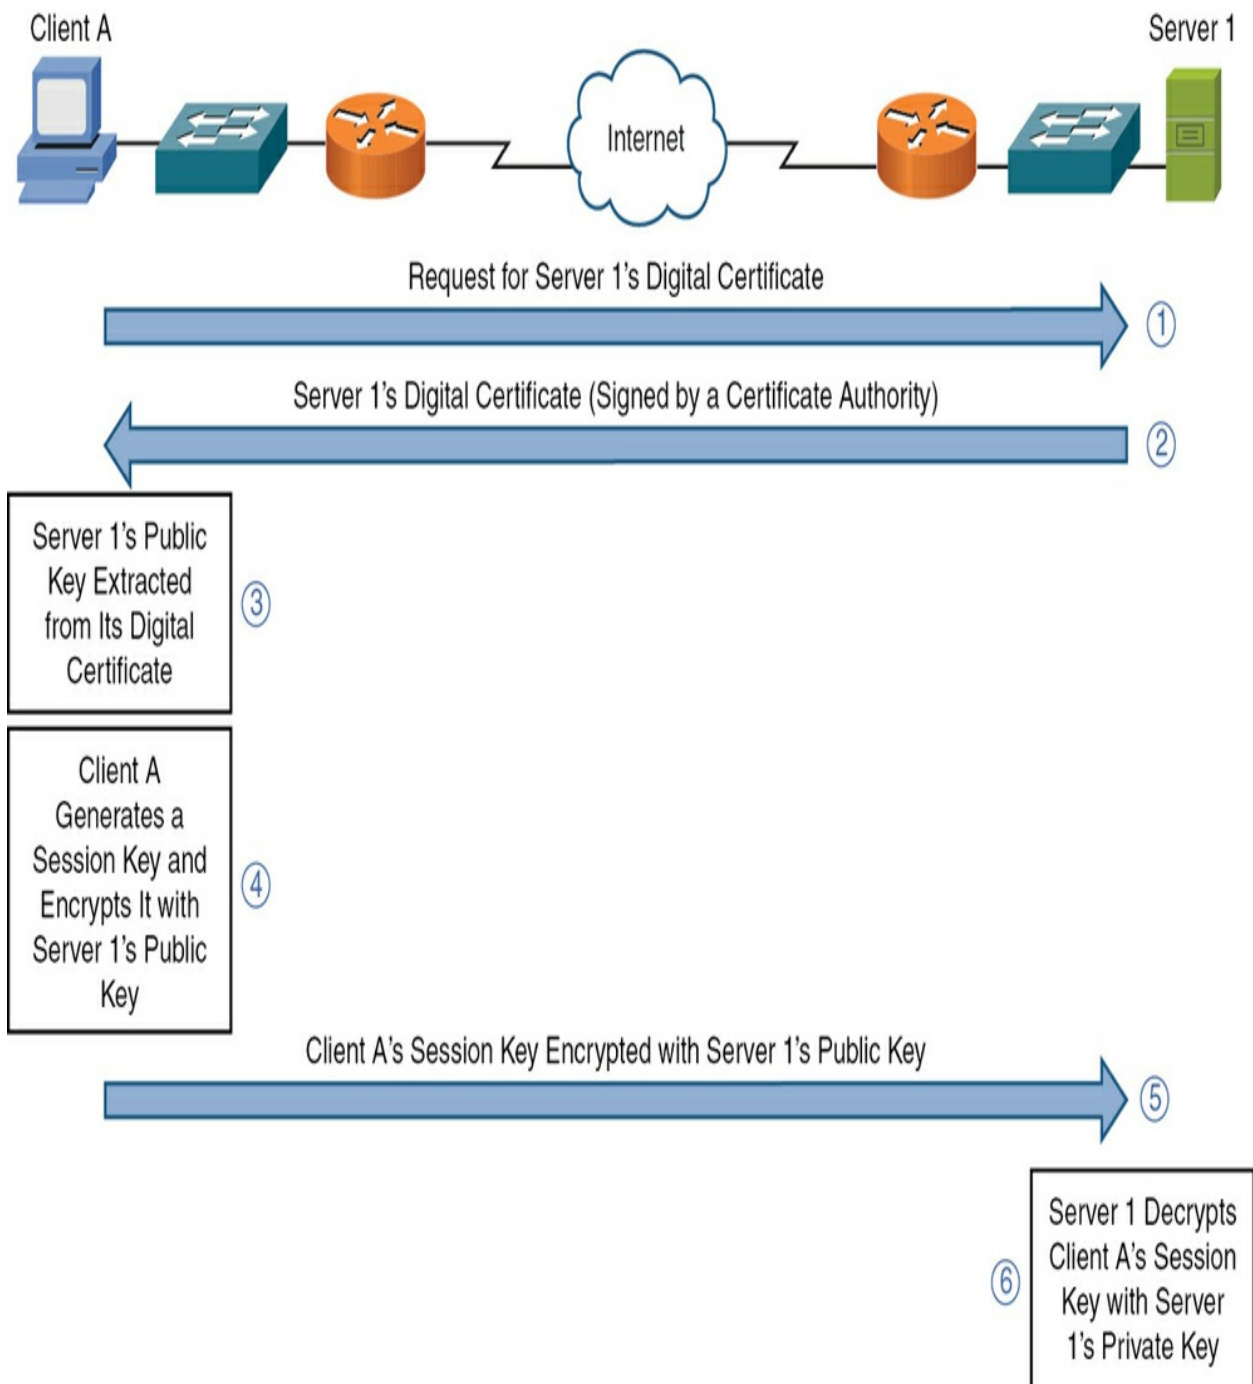 Client A
Server 1
Internet
Request for Server 1’s Digital Certificate
1
Server 1’s Digital Certificate (Signed by a Certificate Authority)
2
Server 1’s Public
Key Extracted
from Its Digital
Certificate
3
Client A
Generates a
Session Key and
Encrypts It with
Server 1’s Public
Key
4
Client A’s Session Key Encrypted with Server 1’s Public Key
5
Server 1 Decrypts
Client A’s Session
Key with Server
1’s Private Key
6